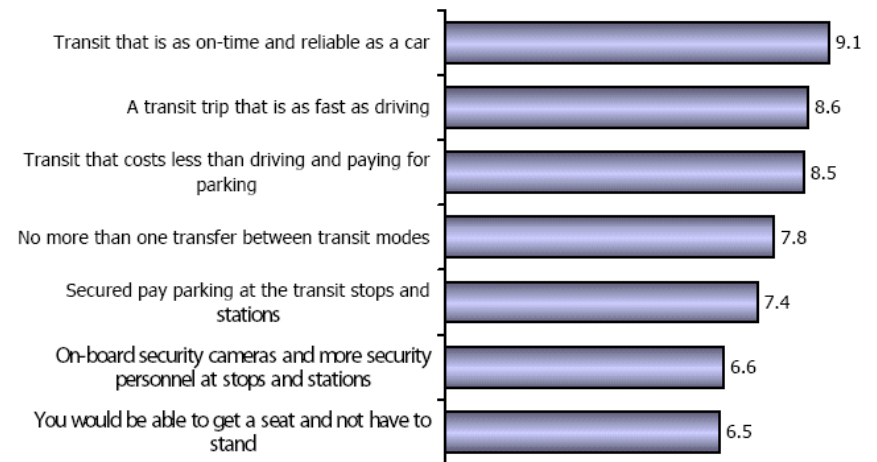 Transit that is as on-time and reliable as a car
9.1
A transit trip that is as fast as driving
8.6
Transit that costs less than driving and paying for
parking
8.5
No more than one transfer between transit modes
7.8
Secured pay parking at the transit stops and
stations
7.4
On-board security cameras and more security
personnel at stops and stations
6.6
You would be able to get a seat and not have to
stand
6.5